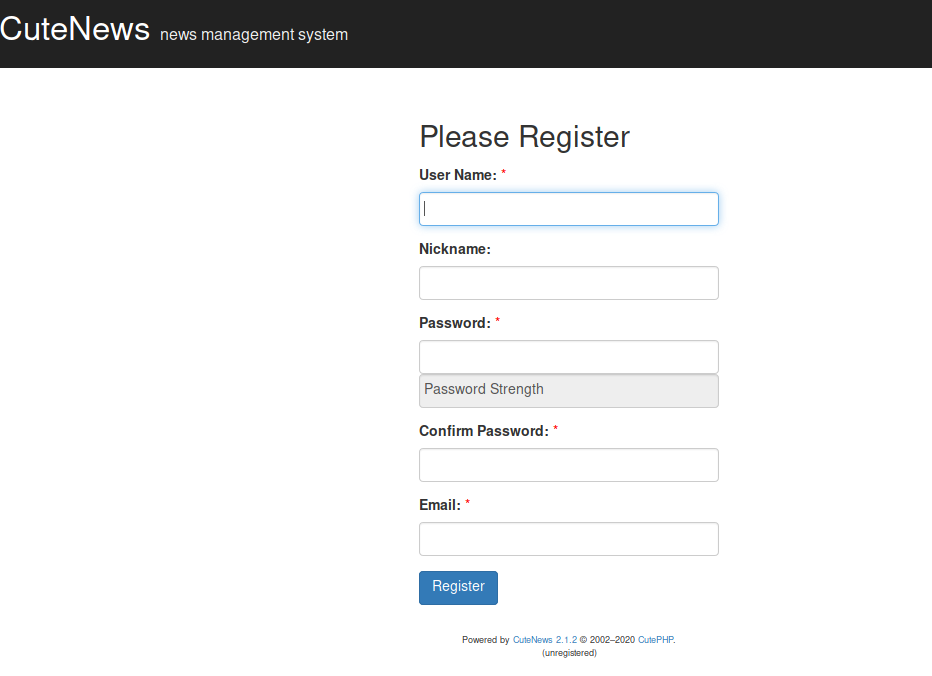 CuteNews news management system
Please Register
User Name: *
Nickname:
Password: *
Password Strength
Confirm Password: *
Email: *
Register
Powered by CuteNews 2.1.2 © 2002–2020 CutePHP.
(unregistered)